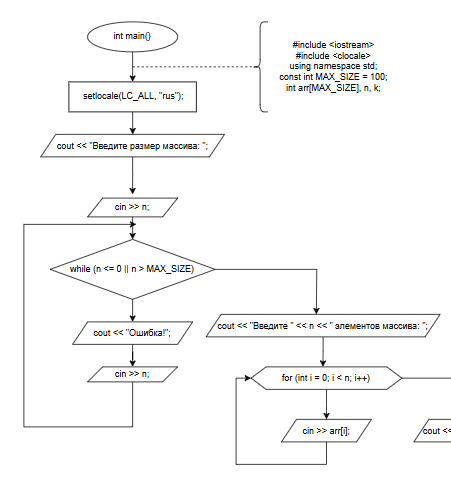 int main()
#include <iostream>
#include <clocale>
using namespace std;
const int MAX_SIZE = 100;
int arr[MAX_SIZE], n, k;
setlocale(LC_ALL, "rus");
cout << "Введите размер массива: ";
cin >> n;
while (n <= 0 || n > MAX_SIZE)
cout << "Ошибка!";
cin >> n;
cout << "Введите " << n << " элементов массива: ";
for (int i = 0; i < n; i++)
cin >> arr[i];
cout <<